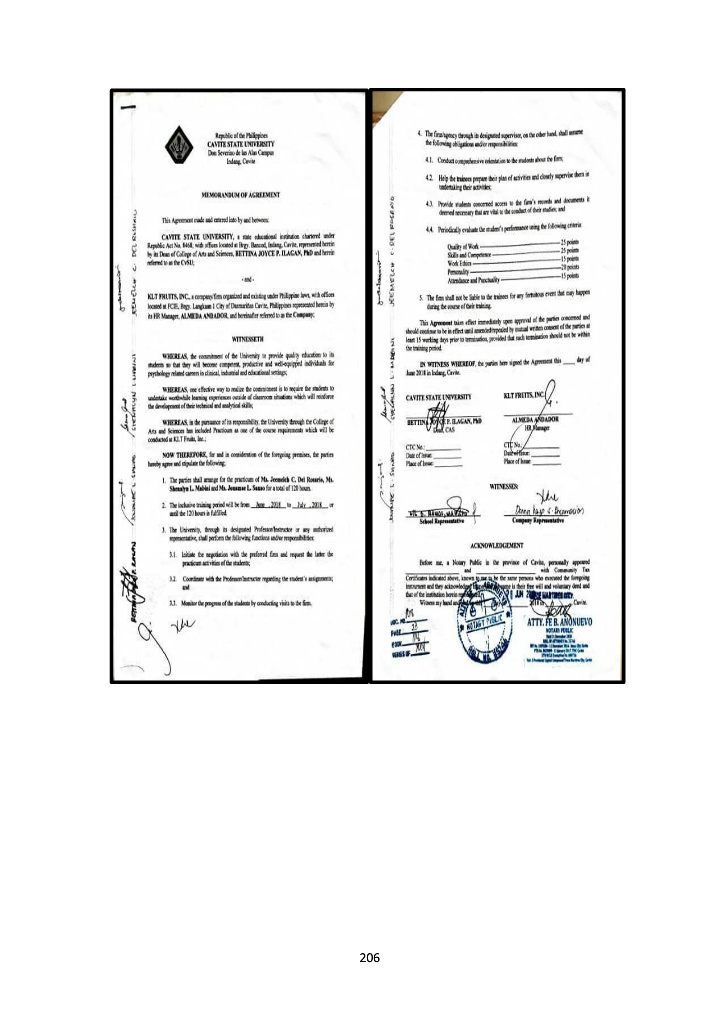 Republic of the Philippines
CAVITE STATE UNIVERSITY
Don Severino de las Alas Campus
Indang, Cavite
MEMORANDUM OF AGREEMENT
This Agreement made and entered into by and between:
CAVITE STATE UNIVERSITY, a state educational institution chartered under
Republic Act No. 8468, with offices located at Brgy. Bancod, Indang, Cavite, represented herein
by its Dean of College of Arts and Sciences, BETTINA JOYCE P. ILAGAN, PhD and herein
referred to as the CvSU;
- and -
KLT FRUITS, INC., a company/firm organized and existing under Philippine laws, with offices
located at FCIE, Brgy. Langkaan 1 City of Dasmariñas Cavite, Philippines represented herein by
its HR Manager, ALMEDA ANDADOR, and hereinafter referred to as the Company;
WITNESSETH
WHEREAS, the commitment of the University to provide quality education to its
students so that they will become competent, productive and well-equipped individuals for
psychology related careers in clinical, industrial and educational settings;
WHEREAS, one effective way to realize the commitment is to require the students to
undertake worthwhile learning experiences outside of classroom situations which will reinforce
the development of their technical and analytical skills;
WHEREAS, in the pursuance of its responsibility, the University through the College of
Arts and Sciences has included Practicum as one of the course requirements which will be
conducted at KLT Fruits, Inc.;
NOW THEREFORE, for and in consideration of the foregoing premises, the parties
hereby agree and stipulate the following;
1. The parties shall arrange for the practicum of Ms. Jeemelch C. Del Rosario, Ms.
Shenalyn L. Mabini and Ms. Jenamae L. Sasao for a total of 120 hours.
2. The inclusive training period will be from June , 2018 to July , 2018 or
until the 120 hours is fulfilled.
3. The University, through its designated Professor/Instructor or any authorized
representative, shall perform the following functions and/or responsibilities:
3.1. Initiate the negotiation with the preferred firm and request the latter the
practicum activities of the students;
3.2. Coordinate with the Professor/Instructor regarding the student's assignments;
and
3.3. Monitor the progress of the students by conducting visits to the firm.
4. The firm/agency through its designated supervisor, on the other hand, shall assume
the following obligations and/or responsibilities:
4.1. Conduct comprehensive orientation to the students about the firm;
4.2. Help the trainees prepare their plan of activities and closely supervise them in
undertaking their activities;
4.3. Provide students concerned access to the firm's records and documents it
deemed necessary that are vital to the conduct of their studies; and
4.4. Periodically evaluate the student's performance using the following criteria:
Quality of Work 25 points
Skills and Competence 25 points
Work Ethics 15 points
Personality 20 points
Attendance and Punctuality 15 points
5. The firm shall not be liable to the trainees for any fortuitous event that may happen
during the course of their training.
This Agreement takes effect immediately upon approval of the parties concerned and
should continue to be in effect until amended/repealed by mutual written consent of the parties at
least 15 working days prior to termination, provided that such termination should not be within
the training period.
IN WITNESS WHEREOF, the parties here signed the Agreement this ____ day of
June 2018 in Indang, Cavite.
CAVITE STATE UNIVERSITY KLT FRUITS, INC.
BETTINA JOYCE P. ILAGAN, PhD ALMEDA ANDADOR
Dean, CAS HR Manager
CTC No.: CTC No.:
Date of Issue: Date of Issue:
Place of Issue: Place of Issue:
WITNESSES:
School Representative Company Representative
ACKNOWLEDGEMENT
Before me, a Notary Public in the province of Cavite, personally appeared
____ and ____ with Community Tax
Certificates indicated above, known to me to be the same persons who executed the foregoing
instrument and they acknowledged is their free will and voluntary deed and
that of the institution herein
Witness my hand and Cavite.
NOTARY PUBLIC
ATTY. FE B. AÑONUEVO
NOTARY PUBLIC
DOC. NO.
PAGE
BOOK
SERIES OF
206